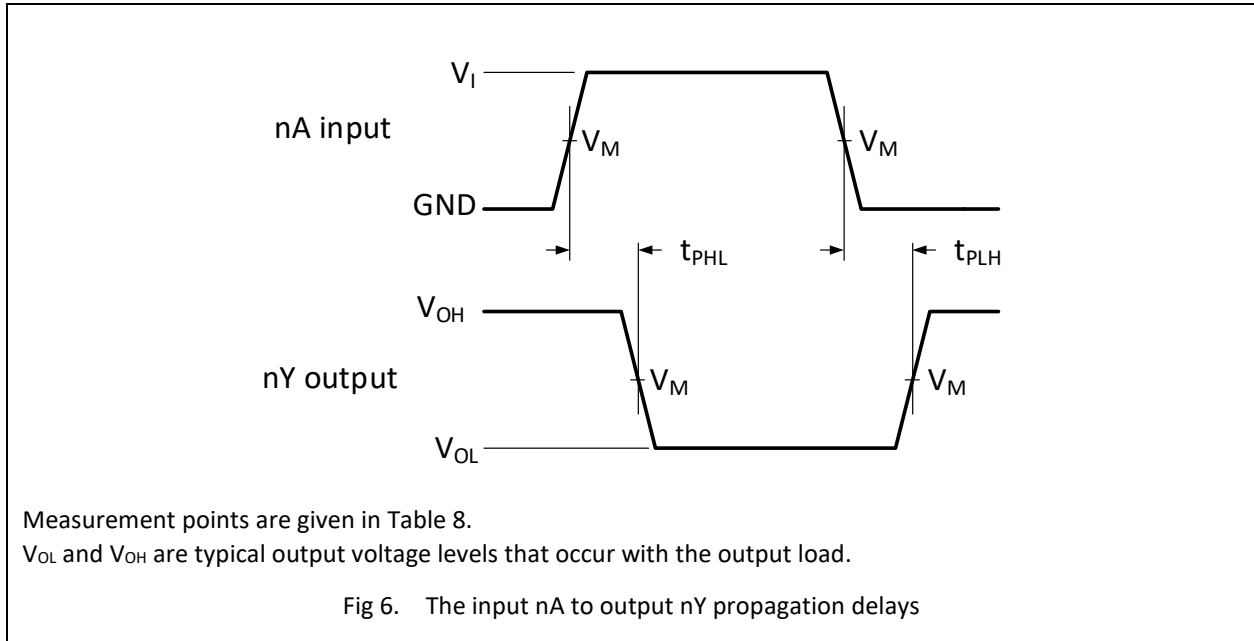 V_I
nA input
V_M
V_M
GND
t_PHL
t_PLH
V_OH
nY output
V_M
V_M
V_OL
Measurement points are given in Table 8.
V_OL and V_OH are typical output voltage levels that occur with the output load.
Fig 6. The input nA to output nY propagation delays